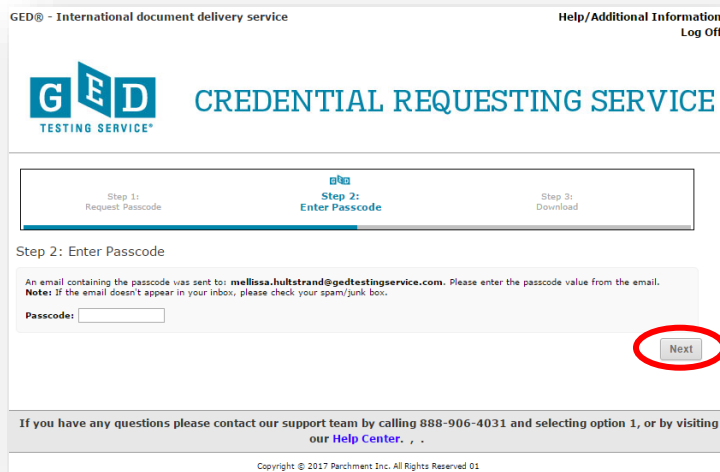 GED® - International document delivery service
Help/Additional Information
Log Off
GED
TESTING SERVICE®
CREDENTIAL REQUESTING SERVICE
GED
Step 1:
Request Passcode
Step 2:
Enter Passcode
Step 3:
Download
Step 2: Enter Passcode
An email containing the passcode was sent to: mellissa.hultstrand@gedtestingservice.com. Please enter the passcode value from the email.
Note: If the email doesn't appear in your inbox, please check your spam/junk box.
Passcode:
Next
If you have any questions please contact our support team by calling 888-906-4031 and selecting option 1, or by visiting
our Help Center. , .
Copyright © 2017 Parchment Inc. All Rights Reserved 01